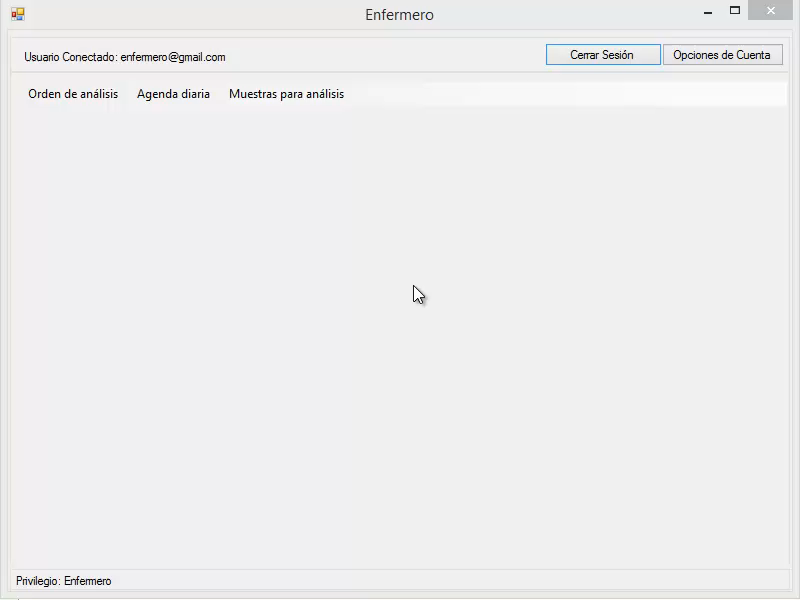 Enfermero
Usuario Conectado: enfermero@gmail.com
Cerrar Sesión
Opciones de Cuenta
Orden de análisis
Agenda diaria
Muestras para análisis
Privilegio: Enfermero